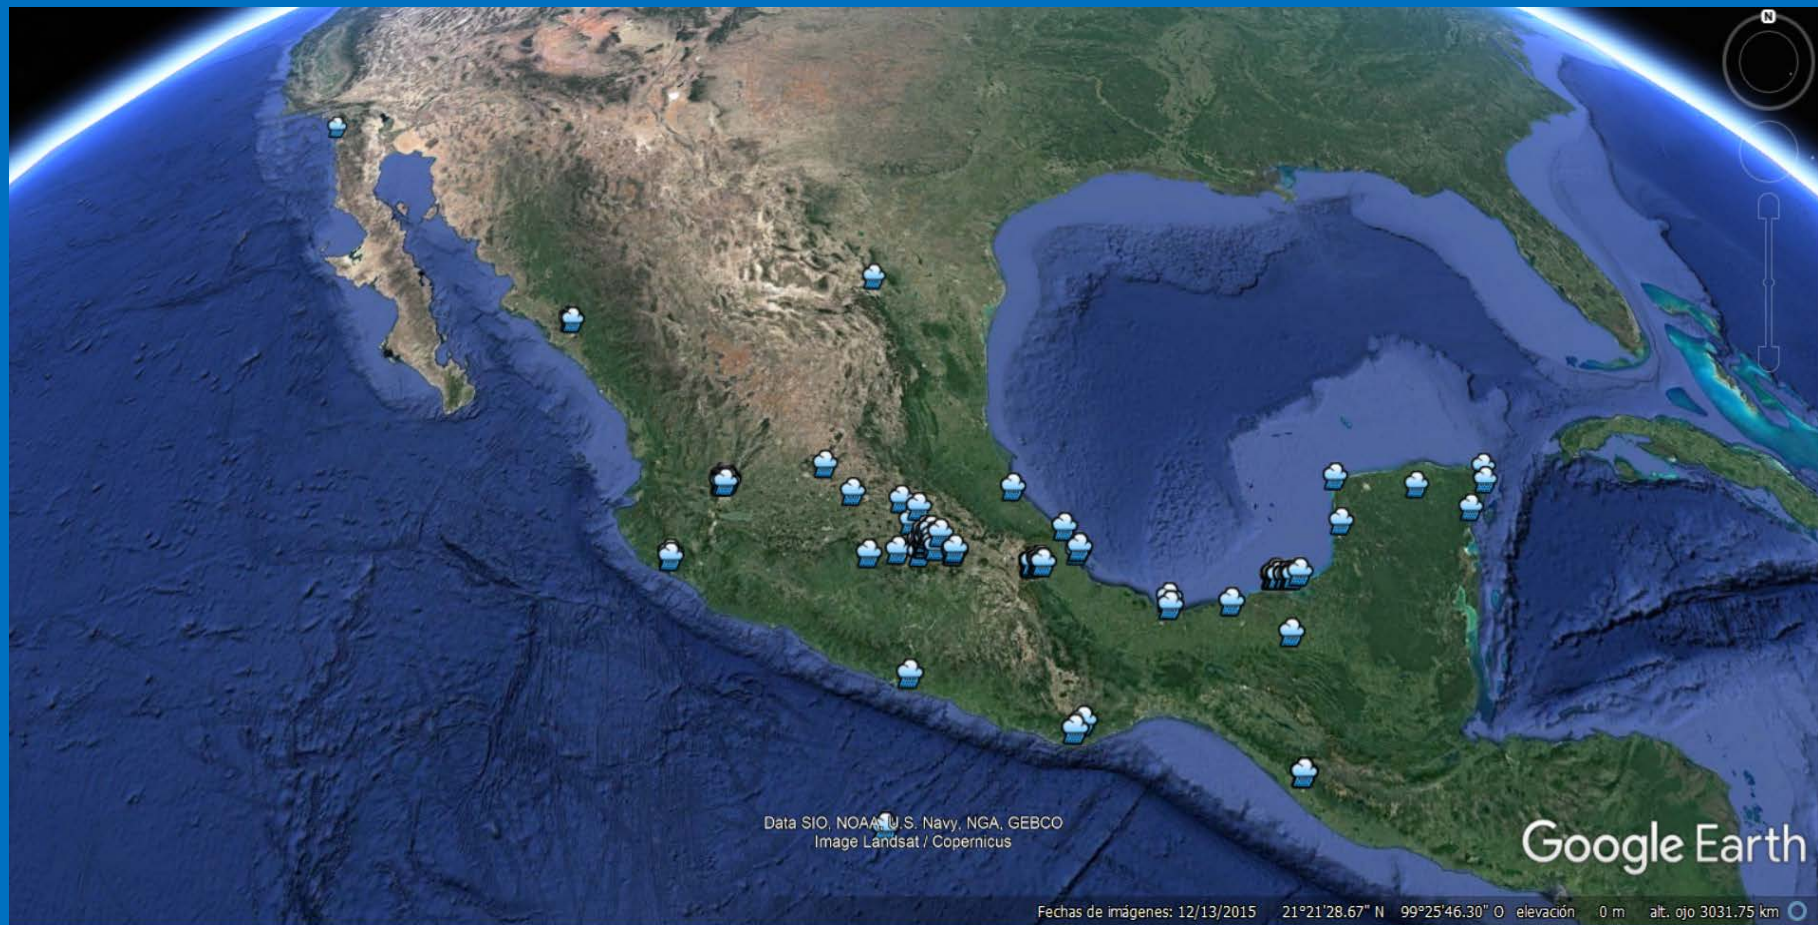 N
Data SIO, NOAA, U.S. Navy, NGA, GEBCO
Image Landsat / Copernicus
Google Earth
Fechas de imágenes: 12/13/2015 21°21'28.67" N 99°25'46.30" O elevación 0 m alt. ojo 3031.75 km